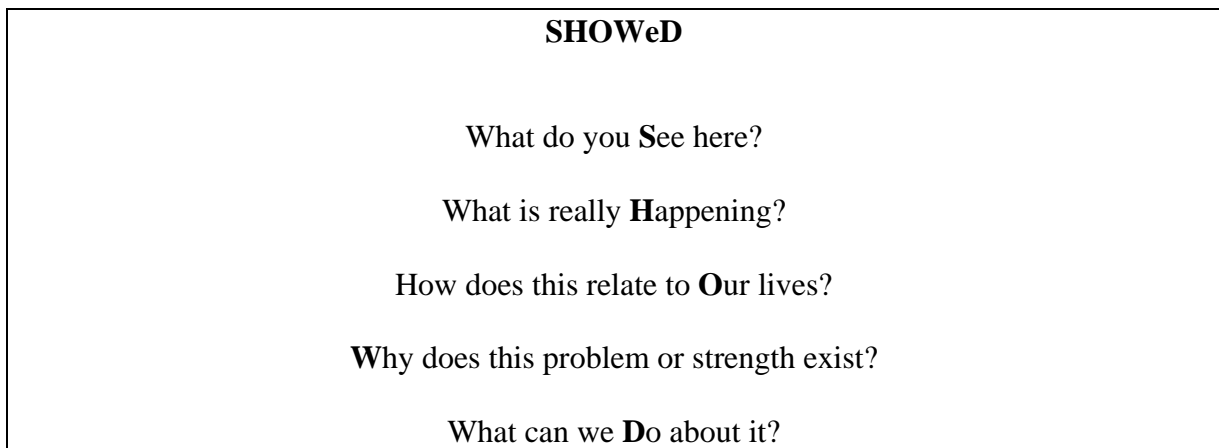 SHOWeD
What do you See here?
What is really Happening?
How does this relate to Our lives?
Why does this problem or strength exist?
What can we Do about it?